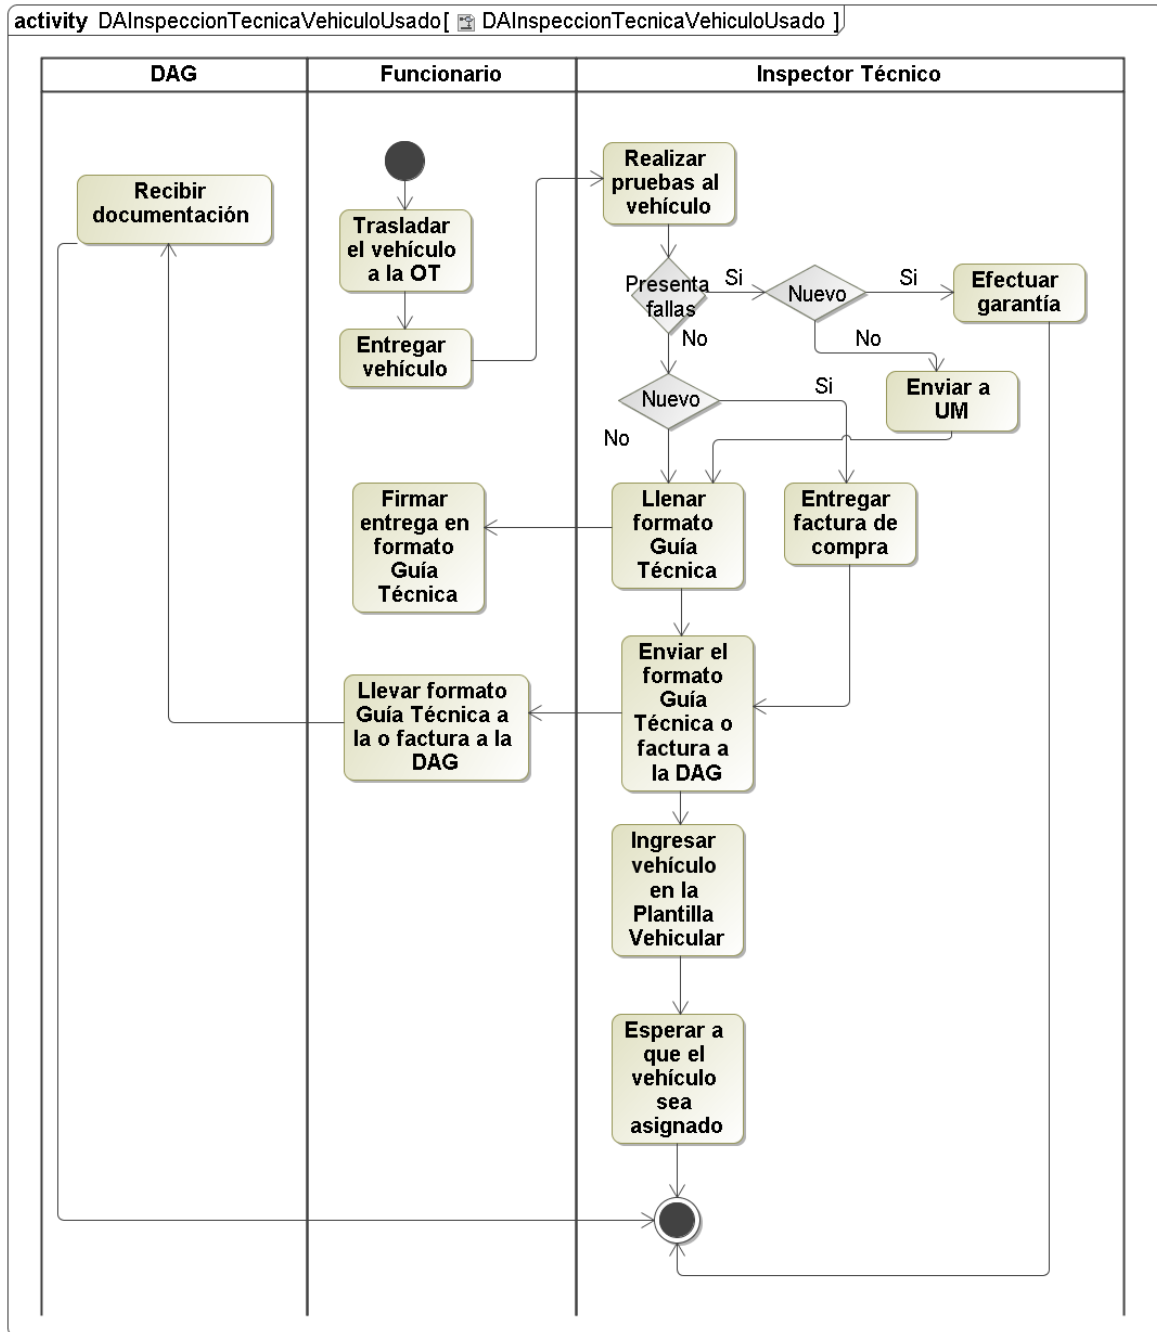 activity DAInspeccionTecnicaVehiculoUsado[ DAInspeccionTecnicaVehiculoUsado ]
DAG
Funcionario
Inspector Técnico
Recibir
documentación
Trasladar
el vehículo
a la OT
Entregar
vehículo
Realizar
pruebas al
vehículo
Presenta
fallas
Si
Nuevo
Si
Efectuar
garantía
No
No
Enviar a
UM
Nuevo
Si
No
Firmar
entrega en
formato
Guía
Técnica
Llenar
formato
Guía
Técnica
Entregar
factura de
compra
Llevar formato
Guía Técnica a
la o factura a la
DAG
Enviar el
formato
Guía
Técnica o
factura a
la DAG
Ingresar
vehículo
en la
Plantilla
Vehicular
Esperar a
que el
vehículo
sea
asignado